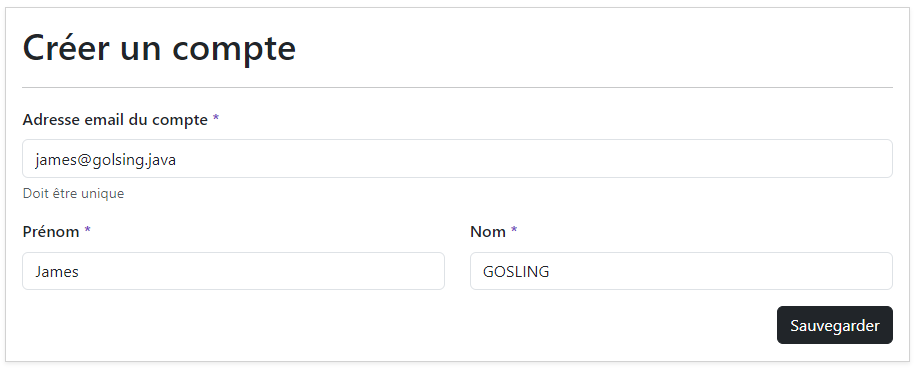 Créer un compte
Adresse email du compte *
james@golsing.java
Doit être unique
Prénom * Nom *
James GOSLING
Sauvegarder